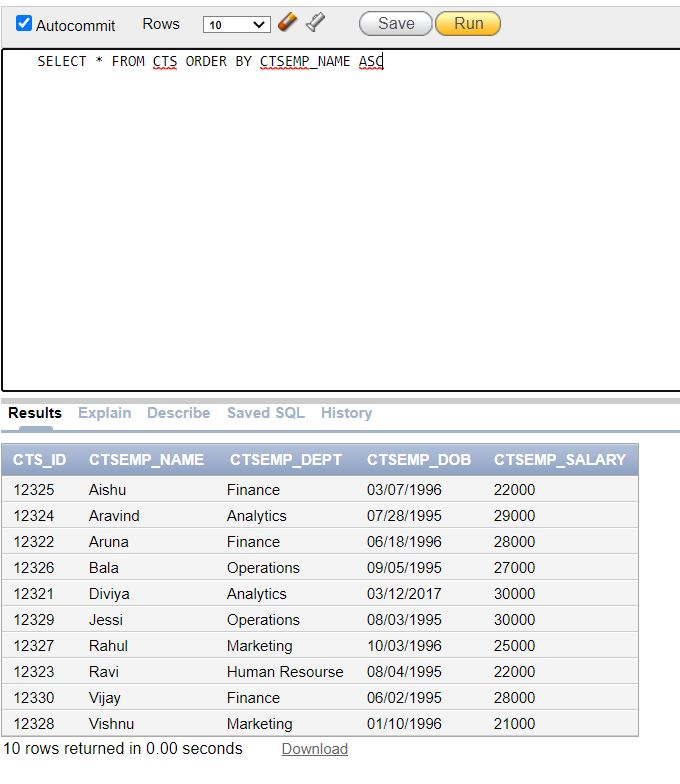 Autocommit Rows 10 Save Run
SELECT * FROM CTS ORDER BY CTSEMP_NAME ASC
Results Explain Describe Saved SQL History
CTS_ID CTSEMP_NAME CTSEMP_DEPT CTSEMP_DOB CTSEMP_SALARY
12325 Aishu Finance 03/07/1996 22000
12324 Aravind Analytics 07/28/1995 29000
12322 Aruna Finance 06/18/1996 28000
12326 Bala Operations 09/05/1995 27000
12321 Diviya Analytics 03/12/2017 30000
12329 Jessi Operations 08/03/1995 30000
12327 Rahul Marketing 10/03/1996 25000
12323 Ravi Human Resourse 08/04/1995 22000
12330 Vijay Finance 06/02/1995 28000
12328 Vishnu Marketing 01/10/1996 21000
10 rows returned in 0.00 seconds Download